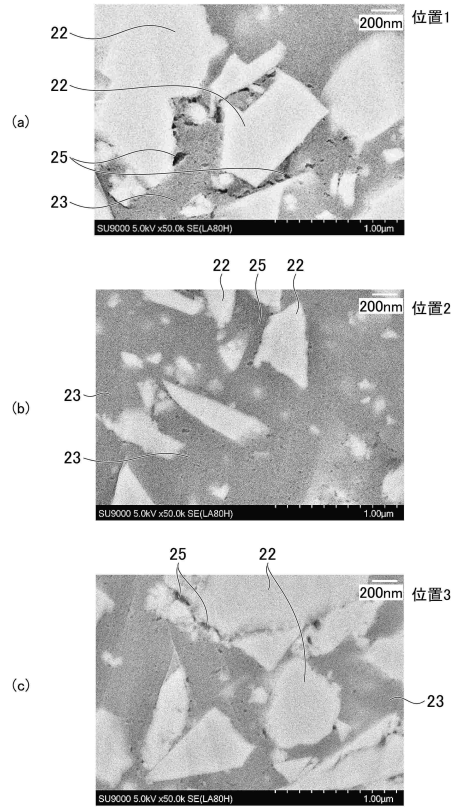 200nm
位置1
22
22
(a)
25
23
SU9000 5.0kV x50.0k SE(LA80H)
1.00μm
22
25
22
200nm
位置2
23
(b)
23
SU9000 5.0kV x50.0k SE(LA80H)
1.00μm
25
22
200nm
位置3
(c)
23
SU9000 5.0kV x50.0k SE(LA80H)
1.00μm